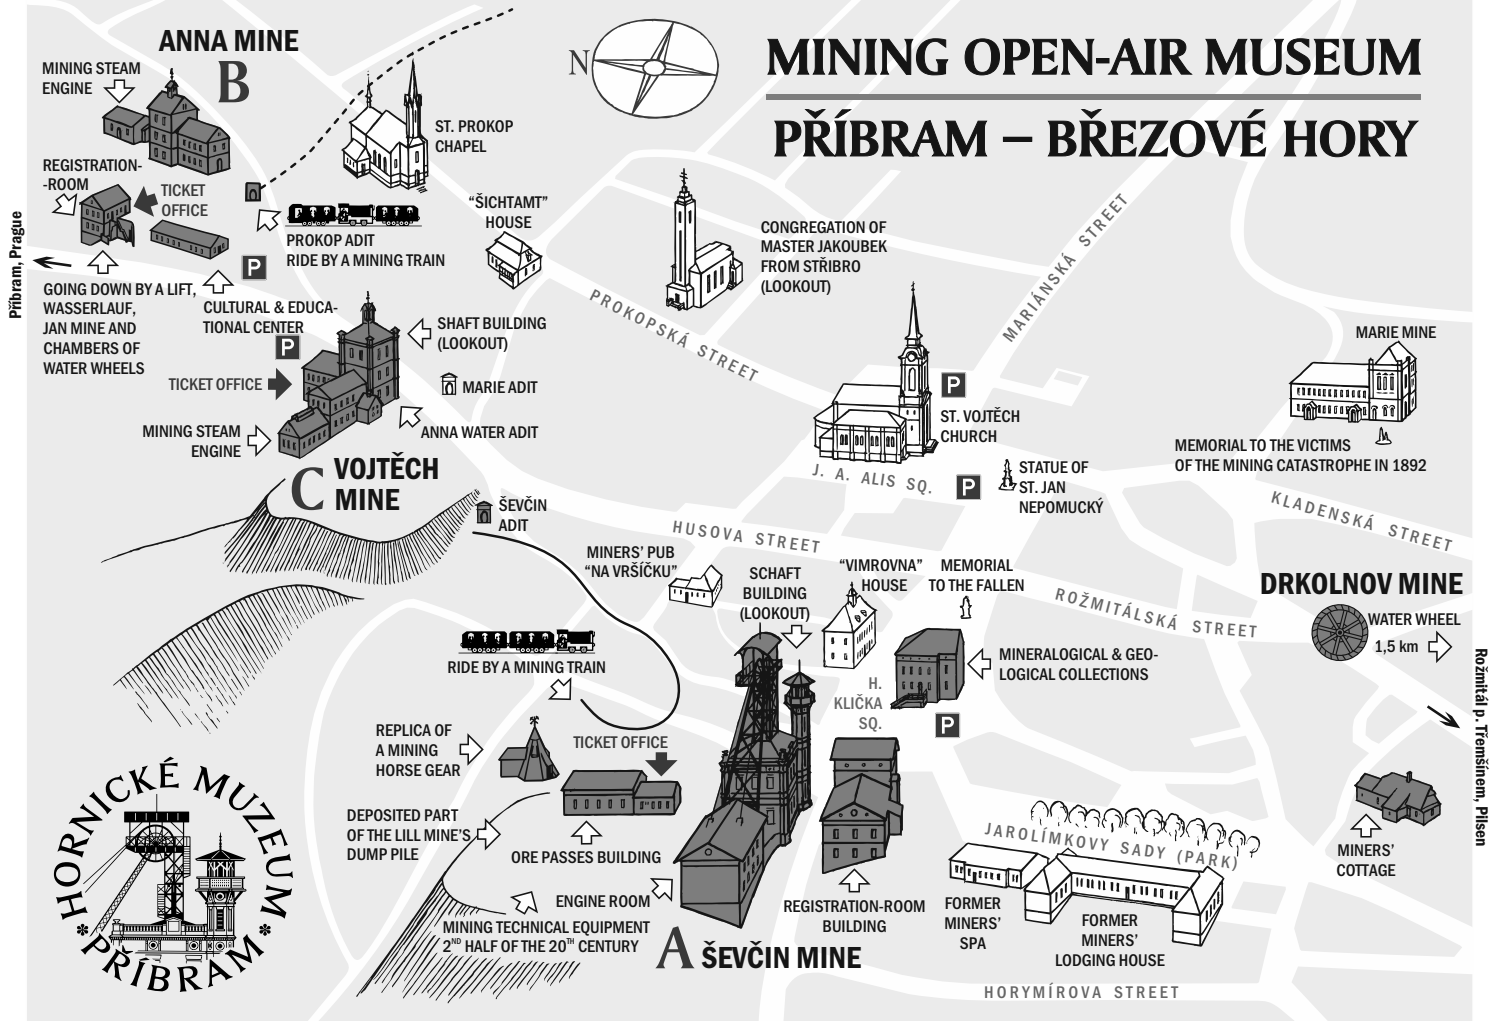 MINING OPEN-AIR MUSEUM
PŘÍBRAM – BŘEZOVÉ HORY
N
ANNA MINE
B
MINING STEAM
ENGINE
REGISTRATION-
-ROOM
TICKET
OFFICE
ST. PROKOP
CHAPEL
PROKOP ADIT
RIDE BY A MINING TRAIN
P
"ŠICHTAMT"
HOUSE
Příbram, Prague
GOING DOWN BY A LIFT,
WASSERLAUF,
JAN MINE AND
CHAMBERS OF
WATER WHEELS
CULTURAL & EDUCA-
TIONAL CENTER
P
SHAFT BUILDING
(LOOKOUT)
TICKET OFFICE
MARIE ADIT
MINING STEAM
ENGINE
ANNA WATER ADIT
C
VOJTĚCH
MINE
ŠEVČIN
ADIT
CONGREGATION OF
MASTER JAKOUBEK
FROM STŘIBRO
(LOOKOUT)
PROKOPSKÁ STREET
MARIÁNSKÁ STREET
P
ST. VOJTĚCH
CHURCH
J. A. ALIS SQ.
P
STATUE OF
ST. JAN
NEPOMUCKÝ
MARIE MINE
MEMORIAL TO THE VICTIMS
OF THE MINING CATASTROPHE IN 1892
KLADENSKÁ STREET
HUSOVA STREET
ROŽMITÁLSKÁ STREET
MINERS' PUB
"NA VRŠÍČKU"
SCHAFT
BUILDING
(LOOKOUT)
"VIMROVNA"
HOUSE
MEMORIAL
TO THE FALLEN
MINERALOGICAL & GEO-
LOGICAL COLLECTIONS
H.
KLIČKA
SQ.
P
DRKOLNOV MINE
WATER WHEEL
1,5 km
Rožmitál p. Třemšínem, Pilsen
RIDE BY A MINING TRAIN
REPLICA OF
A MINING
HORSE GEAR
TICKET OFFICE
DEPOSITED PART
OF THE LILL MINE'S
DUMP PILE
ORE PASSES BUILDING
ENGINE ROOM
MINING TECHNICAL EQUIPMENT
2ND HALF OF THE 20TH CENTURY
A
ŠEVČIN MINE
REGISTRATION-ROOM
BUILDING
JAROLÍMKOVY SADY (PARK)
FORMER
MINERS'
SPA
FORMER
MINERS'
LODGING HOUSE
MINERS'
COTTAGE
HORYMÍROVA STREET
HORNICKÉ MUZEUM
* PŘÍBRAM *